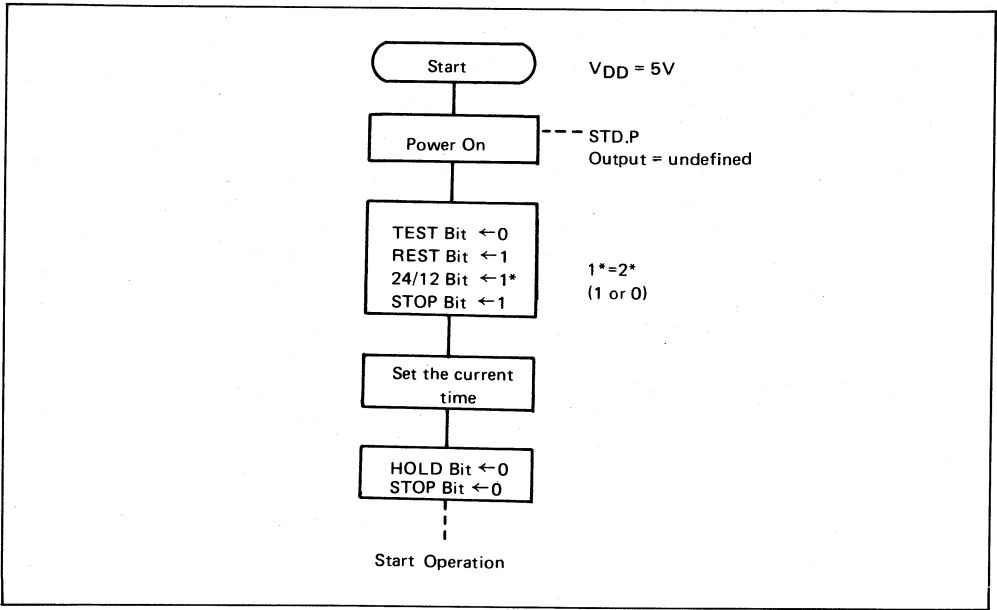 Start
V_DD = 5V
Power On
STD.P
Output = undefined
TEST Bit ←0
REST Bit ←1
24/12 Bit ←1*
STOP Bit ←1
1*=2*
(1 or 0)
Set the current
time
HOLD Bit ←0
STOP Bit ←0
Start Operation